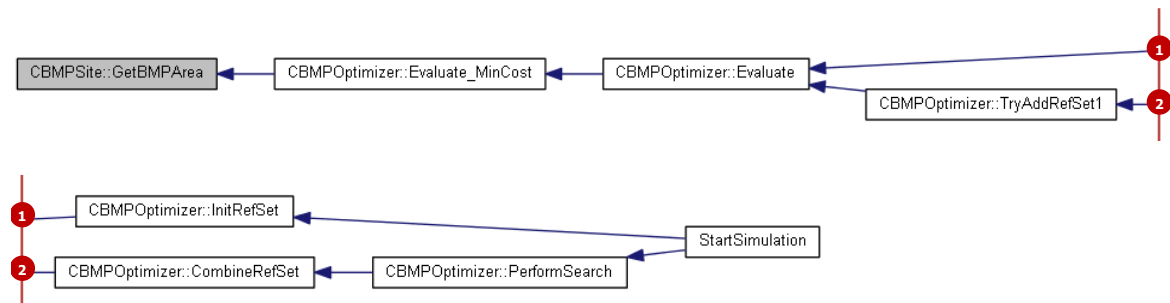 1
CBMPSite::GetBMPArea
CBMPOptimizer::Evaluate_MinCost
CBMPOptimizer::Evaluate
CBMPOptimizer::TryAddRefSet1
2
1
CBMPOptimizer::InitRefSet
StartSimulation
2
CBMPOptimizer::CombineRefSet
CBMPOptimizer::PerformSearch